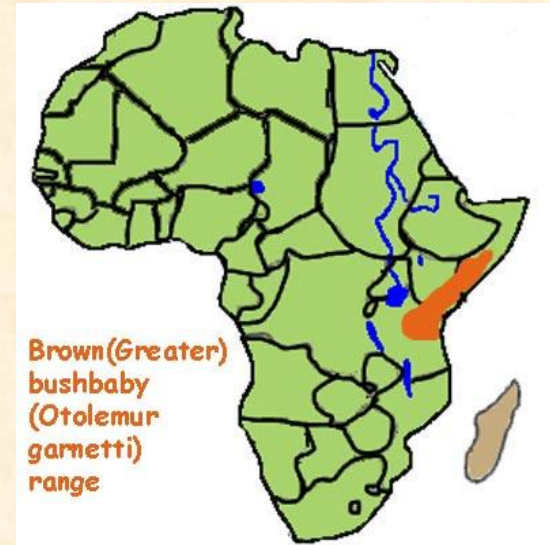 Brown(Greater)
bushbaby
(Otolemur
garnetti)
range